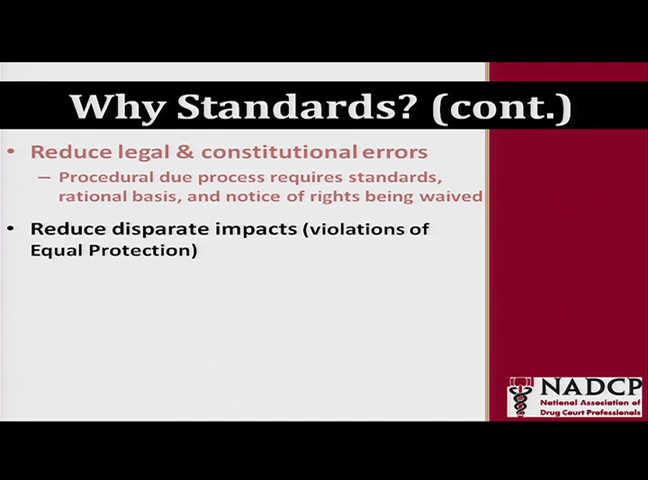 Why Standards? (cont.)
• Reduce legal & constitutional errors
– Procedural due process requires standards,
rational basis, and notice of rights being waived
• Reduce disparate impacts (violations of
Equal Protection)
NADCP
National Association of
Drug Court Professionals